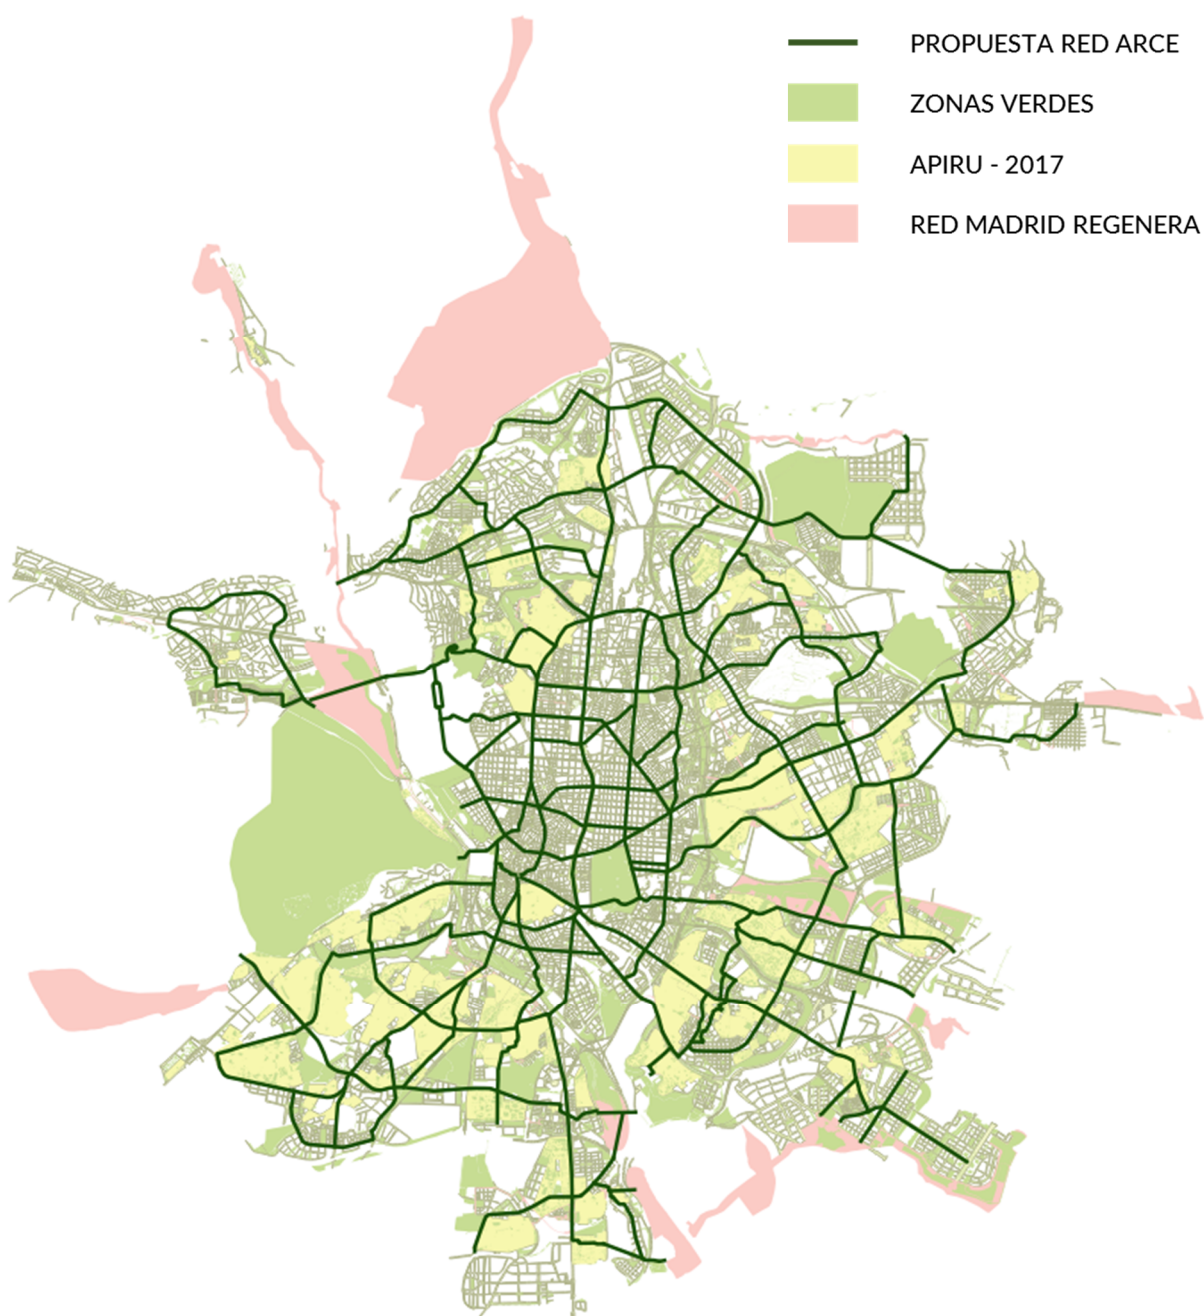 PROPUESTA RED ARCE
ZONAS VERDES
APIRU - 2017
RED MADRID REGENERA